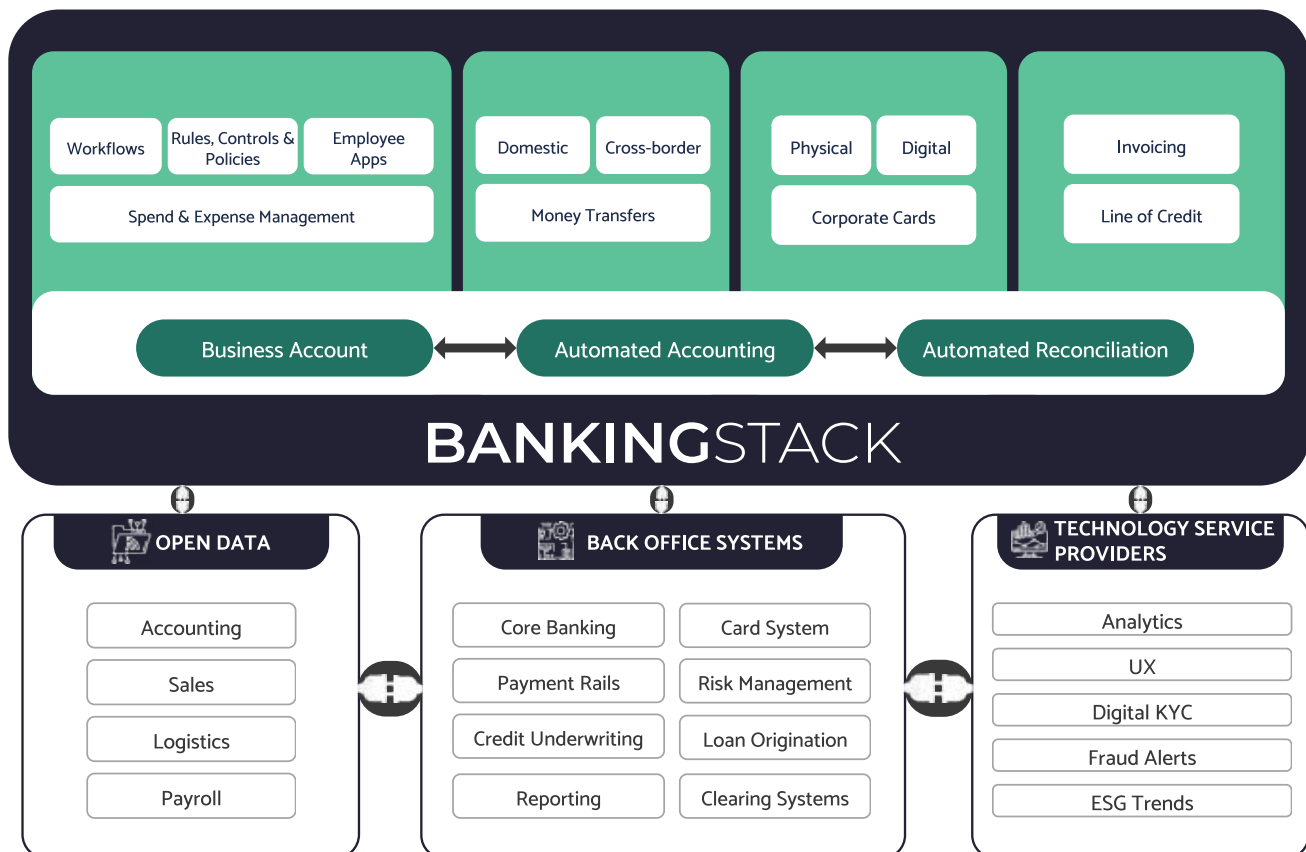 Workflows
Rules, Controls &
Policies
Employee
Apps
Spend & Expense Management
Domestic
Cross-border
Money Transfers
Physical
Digital
Corporate Cards
Invoicing
Line of Credit
Business Account
Automated Accounting
Automated Reconciliation
BANKINGSTACK
OPEN DATA
Accounting
Sales
Logistics
Payroll
BACK OFFICE SYSTEMS
Core Banking
Card System
Payment Rails
Risk Management
Credit Underwriting
Loan Origination
Reporting
Clearing Systems
TECHNOLOGY SERVICE
PROVIDERS
Analytics
UX
Digital KYC
Fraud Alerts
ESG Trends